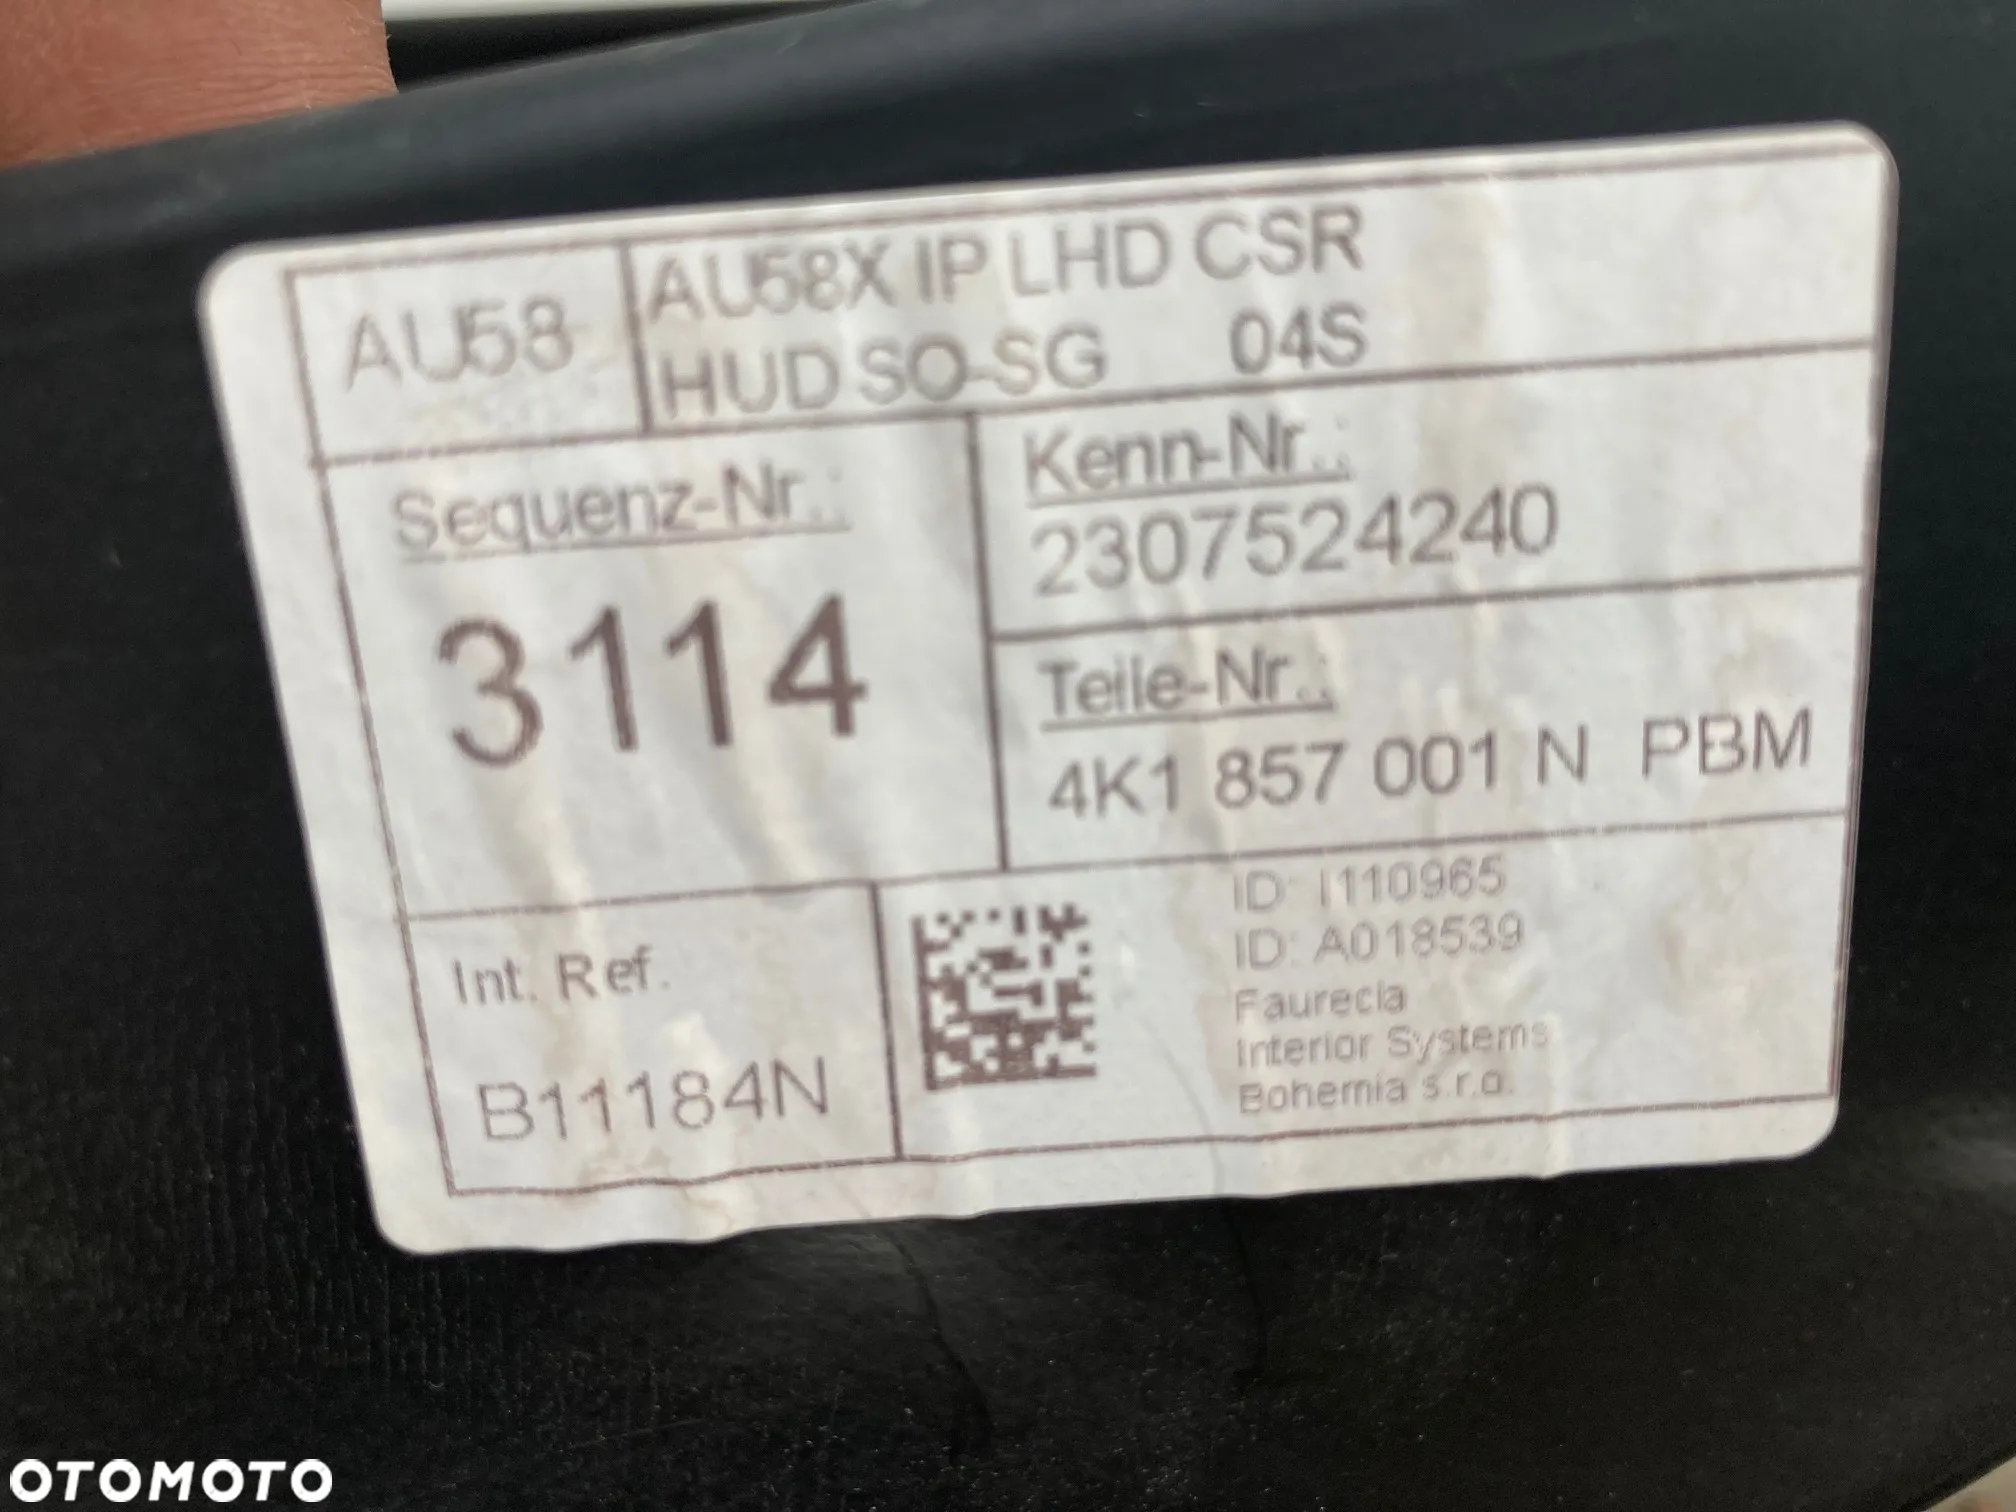 AU58
AU58X IP LHD CSR
HUD SO-SG 04S
Sequenz-Nr.:
3114
Kenn-Nr.:
2307524240
Teile-Nr.:
4K1 857 001 N PBM
Int. Ref.
B11184N
ID: I110965
ID: A018539
Faurecia
Interior Systems
Bohemia s.r.o.
OTOMOTO